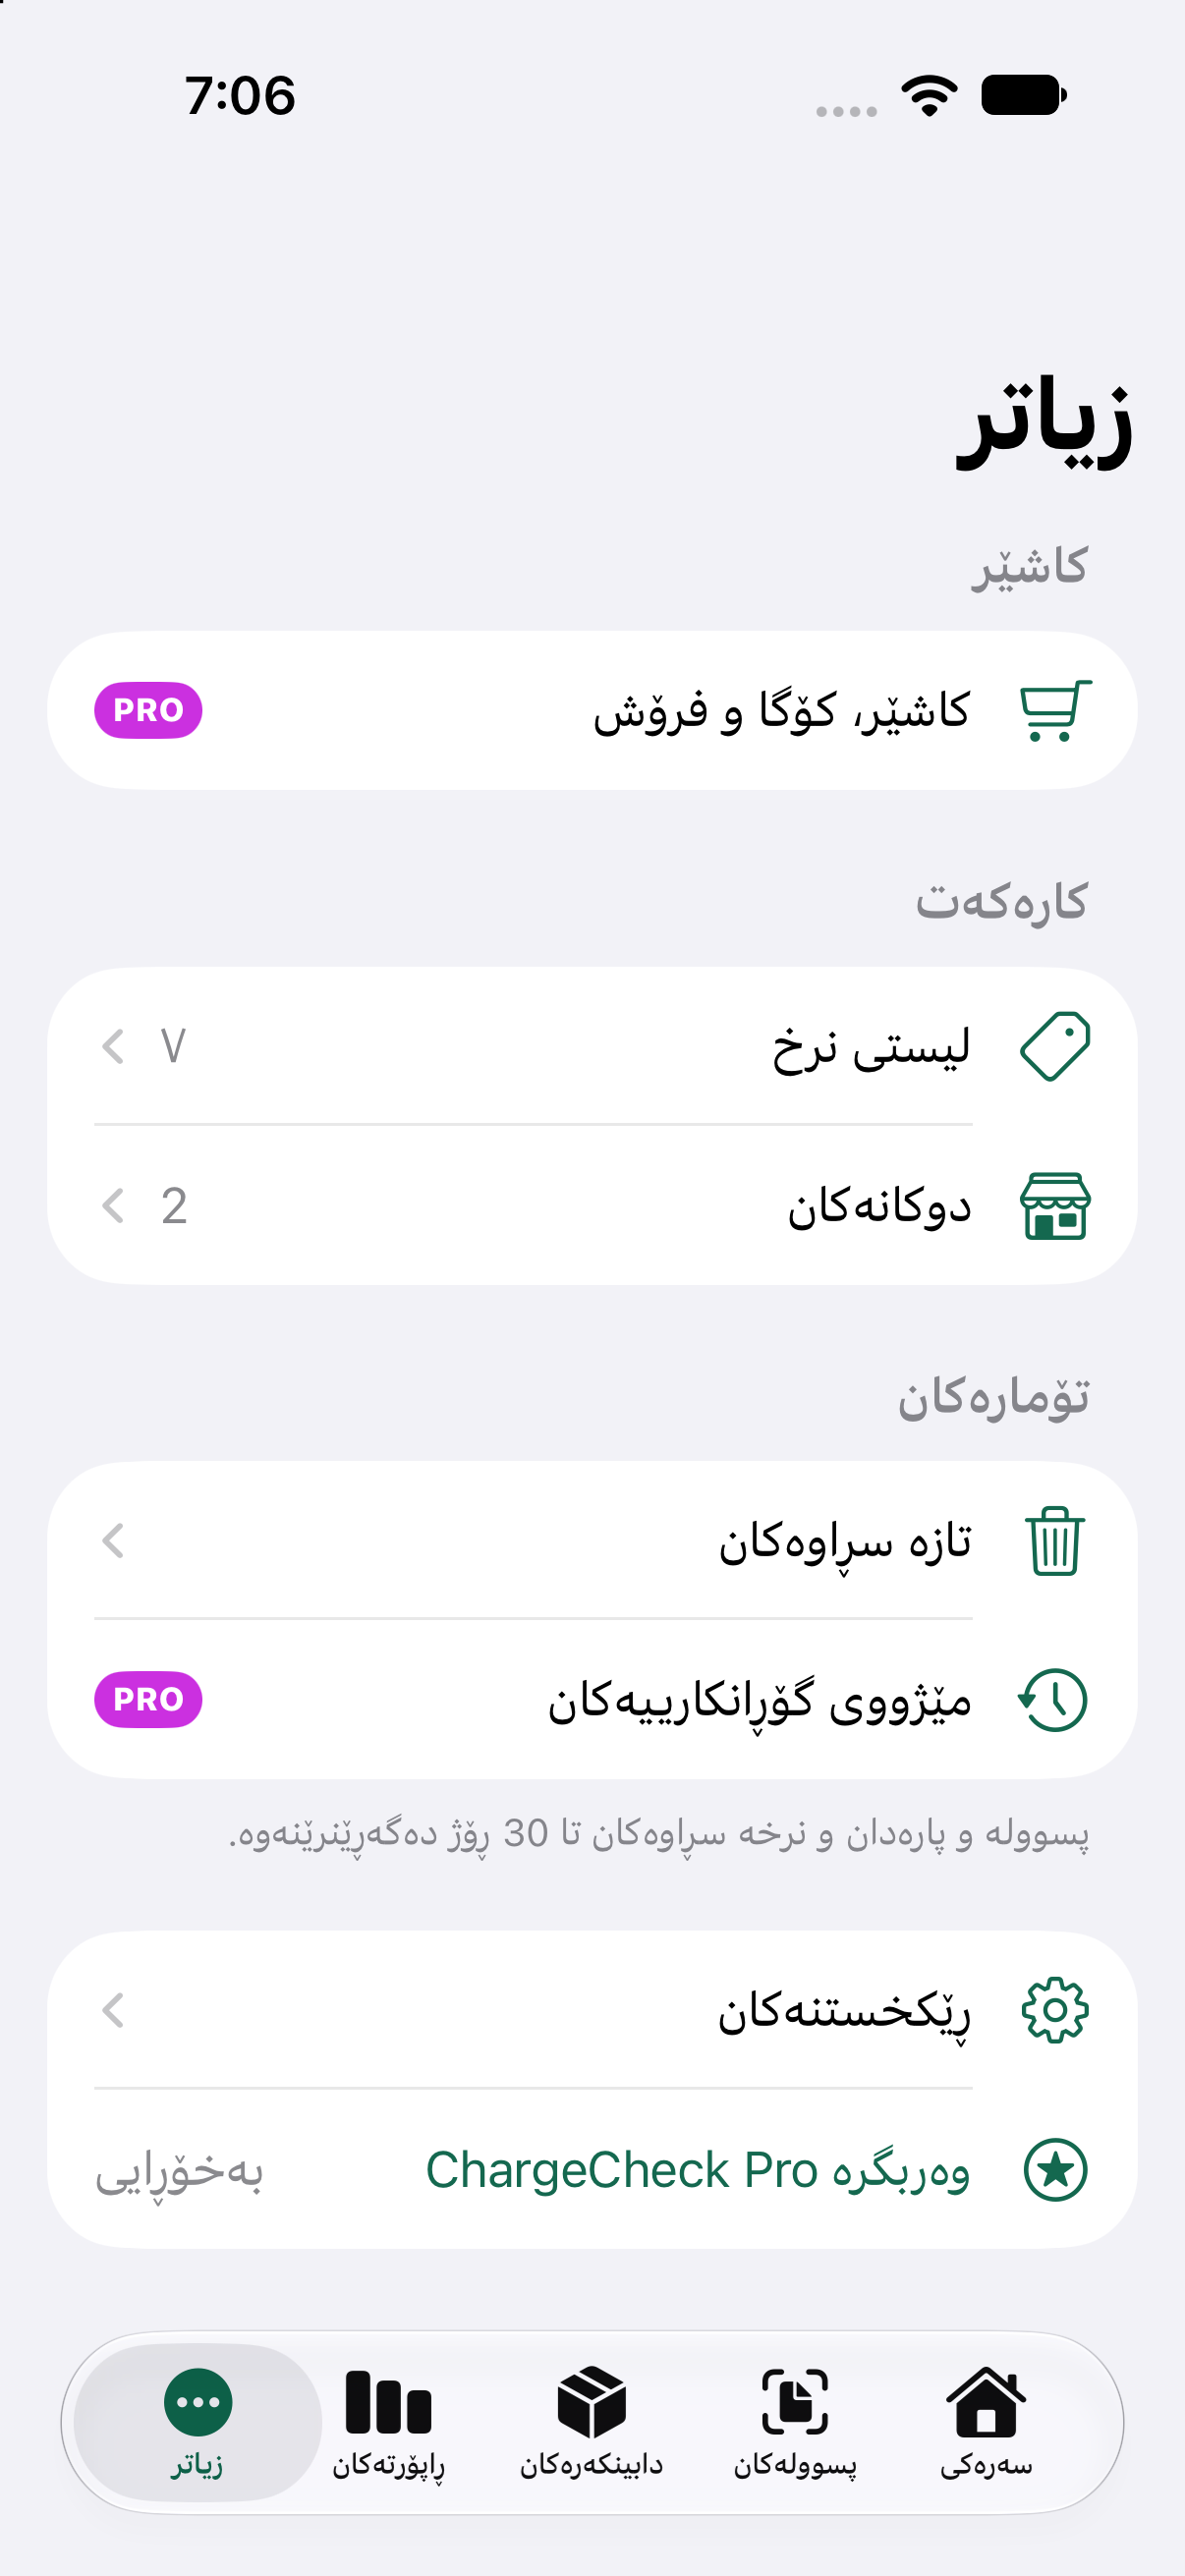 7:06
زیاتر
کاشێر
کاشێر، کۆگا و فرۆش PRO
کارەکەت
لیستی نرخ ٧
دوکانەکان 2
تۆمارەکان
تازە سڕاوەکان
مێژووی گۆڕانکارییەکان PRO
پسوولە و پارەدان و نرخە سڕاوەکان تا 30 ڕۆژ دەگەڕێنرێنەوە.
ڕێکخستنەکان
وەربگرە ChargeCheck Pro بەخۆڕایی
سەرەکی پسوولەکان دابینکەرەکان ڕاپۆرتەکان زیاتر